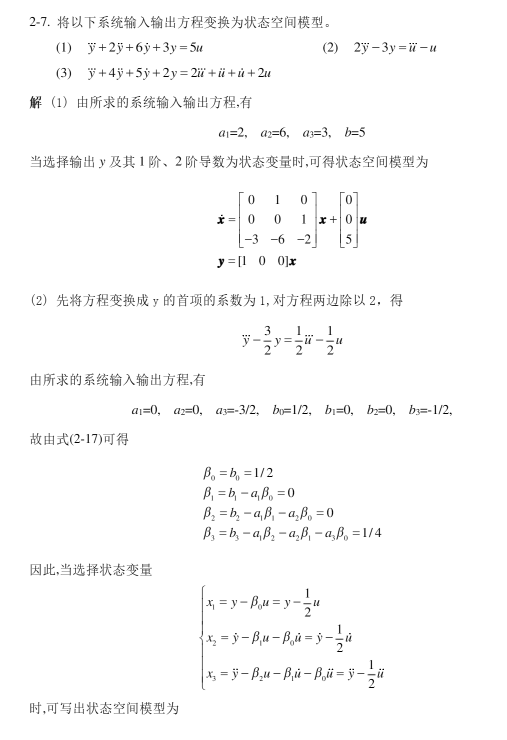 2-7. 将以下系统输入输出方程变换为状态空间模型。
(1) y⃛+2ÿ+6ẏ+3y=5u (2) 2y⃛−3y=u⃛−u
(3) y⃛+4ÿ+5ẏ+2y=2u⃛+ü+u̇+2u
解 (1) 由所求的系统输入输出方程,有
a₁=2, a₂=6, a₃=3, b=5
当选择输出 y 及其 1 阶、2 阶导数为状态变量时,可得状态空间模型为
ẋ = [0 1 0; 0 0 1; −3 −6 −2] x + [0; 0; 5] u
y = [1 0 0]x
(2) 先将方程变换成 y 的首项的系数为 1,对方程两边除以 2，得
y⃛ − 3/2 y = 1/2 u⃛ − 1/2 u
由所求的系统输入输出方程,有
a₁=0, a₂=0, a₃=-3/2, b₀=1/2, b₁=0, b₂=0, b₃=-1/2,
故由式(2-17)可得
β₀ = b₀ = 1/2
β₁ = b₁ − a₁β₀ = 0
β₂ = b₂ − a₁β₁ − a₂β₀ = 0
β₃ = b₃ − a₁β₂ − a₂β₁ − a₃β₀ = 1/4
因此,当选择状态变量
x₁ = y − β₀u = y − 1/2 u
x₂ = ẏ − β₁u − β₀u̇ = ẏ − 1/2 u̇
x₃ = ÿ − β₂u − β₁u̇ − β₀ü = ÿ − 1/2 ü
时,可写出状态空间模型为